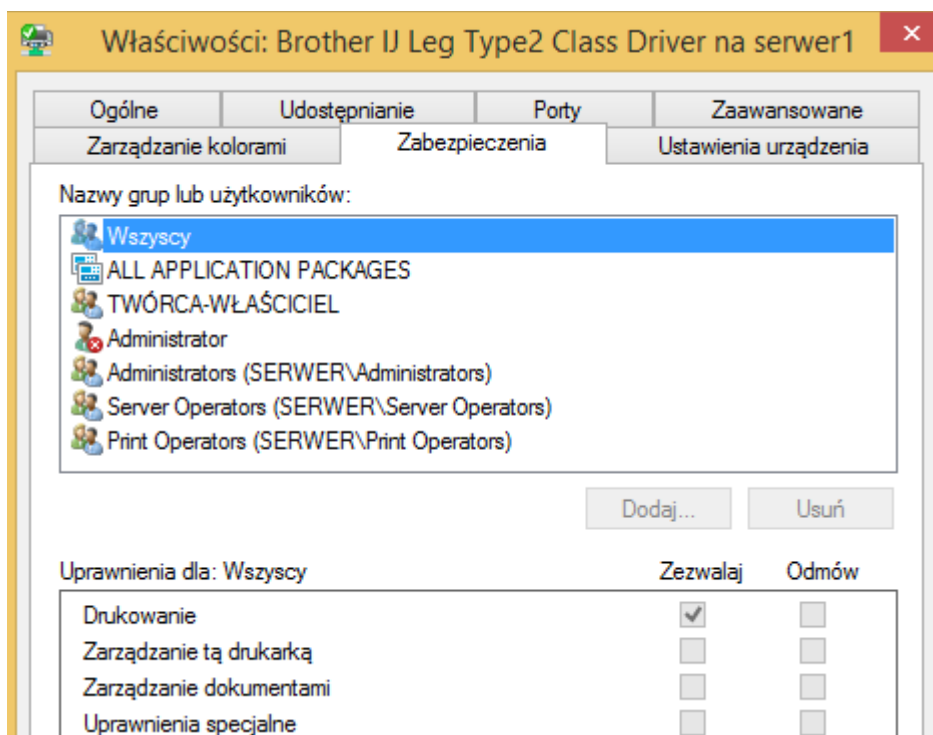 Właściwości: Brother IJ Leg Type2 Class Driver na serwer1
Ogólne Udostępnianie Porty Zaawansowane
Zarządzanie kolorami Zabezpieczenia Ustawienia urządzenia
Nazwy grup lub użytkowników:
Wszyscy
ALL APPLICATION PACKAGES
TWÓRCA-WŁAŚCICIEL
Administrator
Administrators (SERWER\Administrators)
Server Operators (SERWER\Server Operators)
Print Operators (SERWER\Print Operators)
Dodaj... Usuń
Uprawnienia dla: Wszyscy Zezwalaj Odmów
Drukowanie
Zarządzanie tą drukarką
Zarządzanie dokumentami
Uprawnienia specjalne